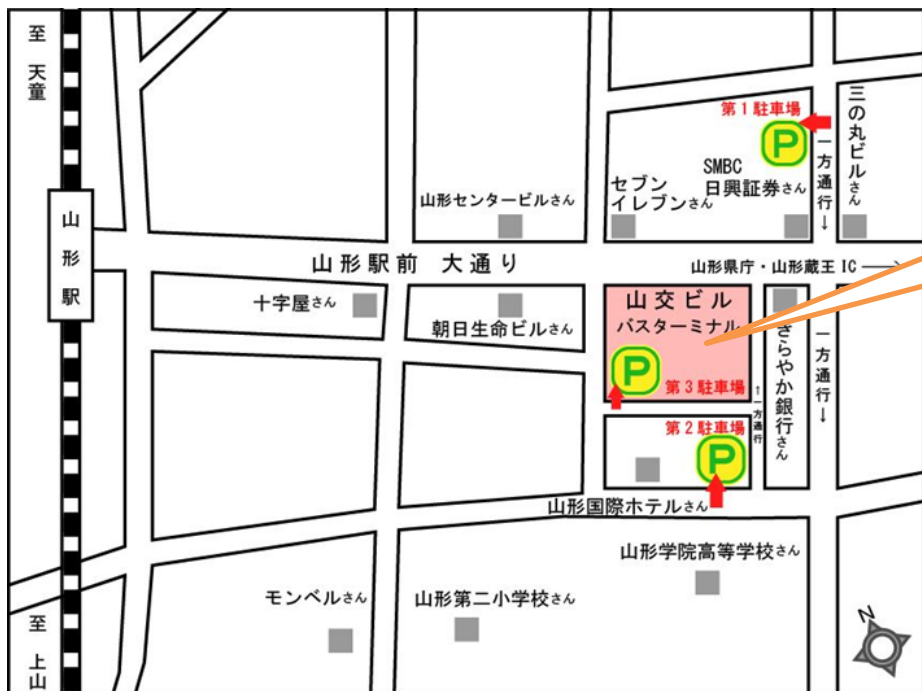 至 天童
第1駐車場
三の丸ビルさん
一方通行↓
SMBC
日興証券さん
セブン
イレブンさん
山形センタービルさん
山形駅
山形駅前 大通り
山形県庁・山形蔵王 IC →
十字屋さん
朝日生命ビルさん
山交ビル
バスターミナル
P
P
第3駐車場
きらやか銀行さん
一方通行↓
↑一方通行
第2駐車場
P
山形国際ホテルさん
山形学院高等学校さん
モンベルさん
山形第二小学校さん
至 上山
N